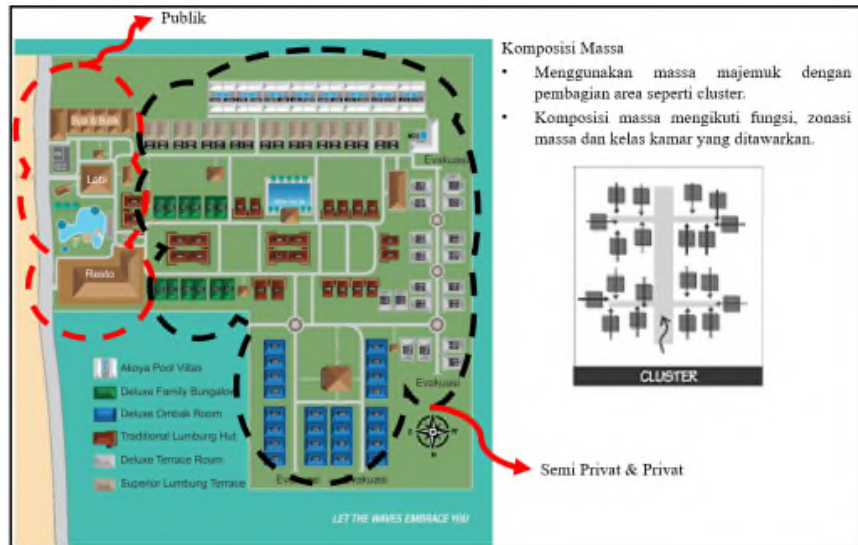 Publik
Komposisi Massa
• Menggunakan massa majemuk dengan
pembagian area seperti cluster.
• Komposisi massa mengikuti fungsi, zonasi
massa dan kelas kamar yang ditawarkan.
Spa & Butik
Lobi
Resto
Evakuasi
Akoya Pool Villas
Deluxe Family Bungalow
Deluxe Ombak Room
Traditional Lumbung Hut
Deluxe Terrace Room
Superior Lumbung Terrace
Evakuasi
Evakuasi
Evakuasi
LET THE WAVES EMBRACE YOU
CLUSTER
Semi Privat & Privat